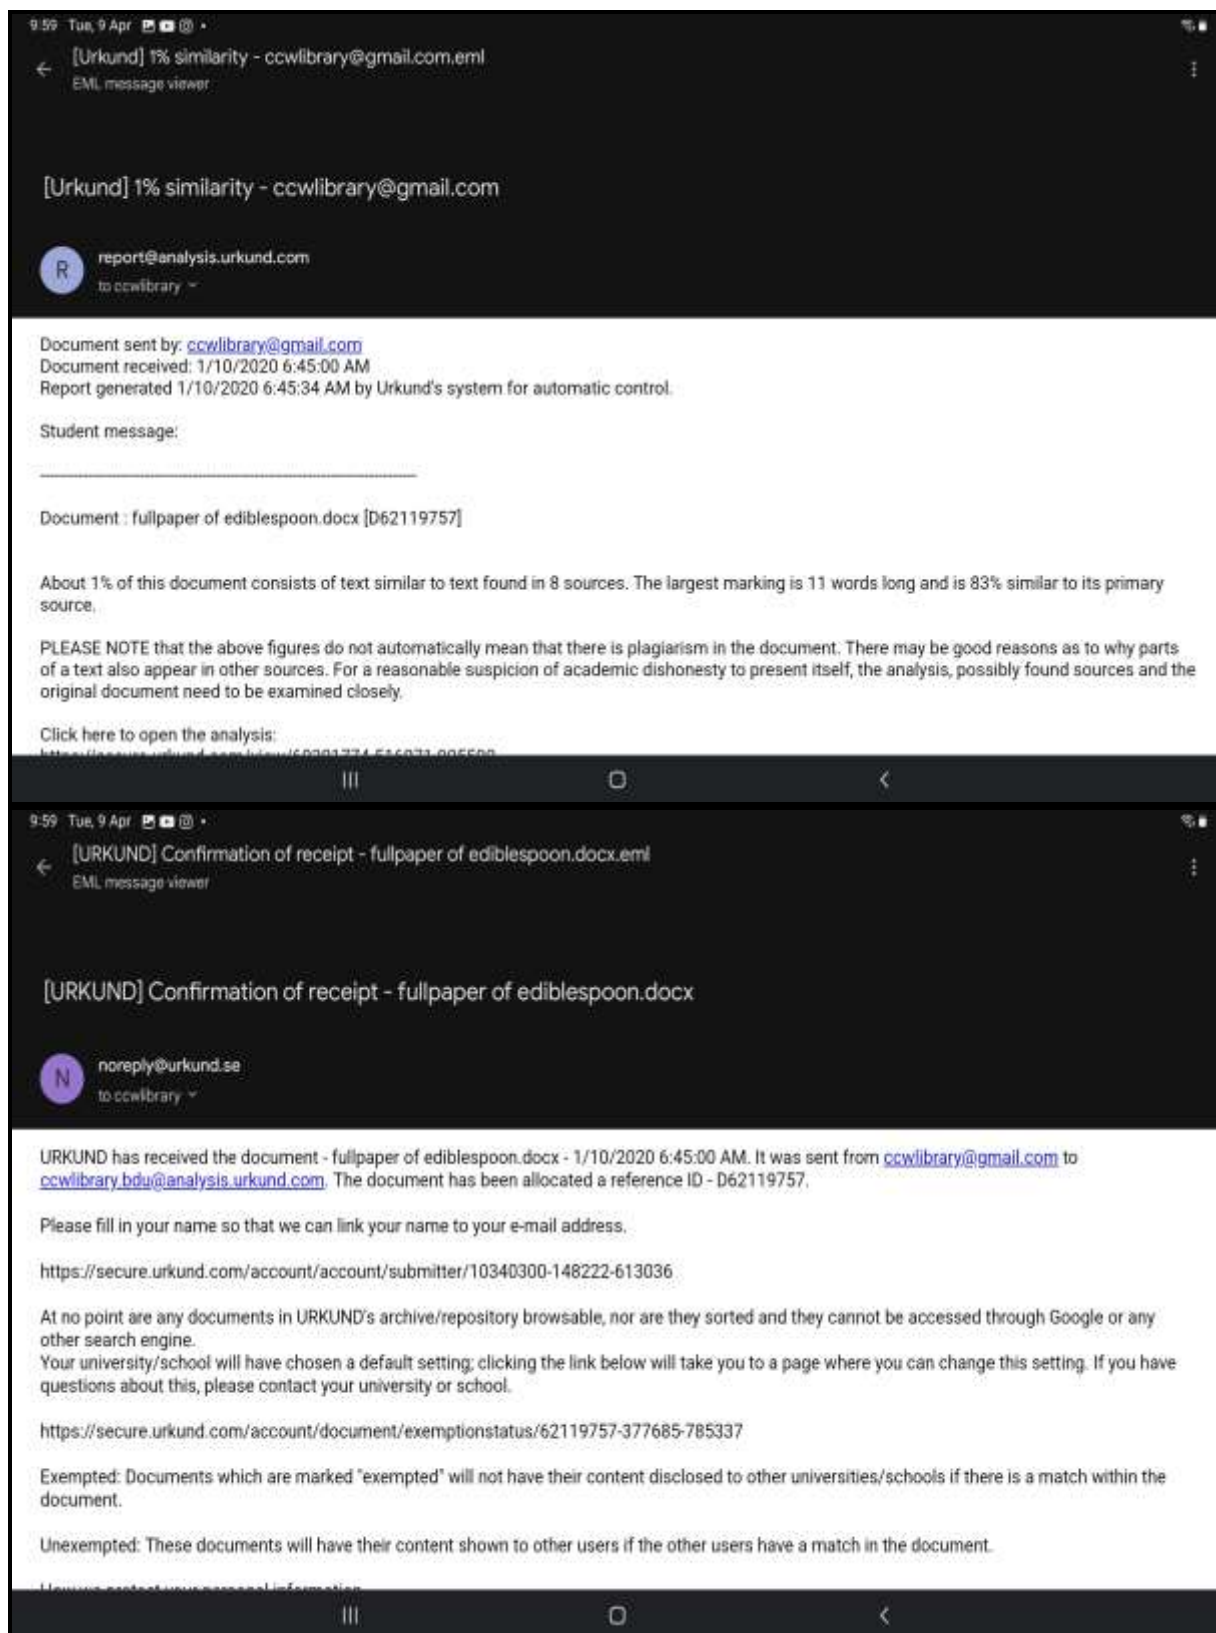 9:59 Tue, 9 Apr
[Urkund] 1% similarity - ccwlibrary@gmail.com.eml
EML message viewer
[Urkund] 1% similarity - ccwlibrary@gmail.com
R
report@analysis.urkund.com
to ccwlibrary
Document sent by: ccwlibrary@gmail.com
Document received: 1/10/2020 6:45:00 AM
Report generated 1/10/2020 6:45:34 AM by Urkund's system for automatic control.
Student message:
Document : fullpaper of ediblespoon.docx [D62119757]
About 1% of this document consists of text similar to text found in 8 sources. The largest marking is 11 words long and is 83% similar to its primary
source.
PLEASE NOTE that the above figures do not automatically mean that there is plagiarism in the document. There may be good reasons as to why parts
of a text also appear in other sources. For a reasonable suspicion of academic dishonesty to present itself, the analysis, possibly found sources and the
original document need to be examined closely.
Click here to open the analysis:
9:59 Tue, 9 Apr
[URKUND] Confirmation of receipt - fullpaper of ediblespoon.docx.eml
EML message viewer
[URKUND] Confirmation of receipt - fullpaper of ediblespoon.docx
N
noreply@urkund.se
to ccwlibrary
URKUND has received the document - fullpaper of ediblespoon.docx - 1/10/2020 6:45:00 AM. It was sent from ccwlibrary@gmail.com to
ccwlibrary.bdu@analysis.urkund.com. The document has been allocated a reference ID - D62119757.
Please fill in your name so that we can link your name to your e-mail address.
https://secure.urkund.com/account/account/submitter/10340300-148222-613036
At no point are any documents in URKUND's archive/repository browsable, nor are they sorted and they cannot be accessed through Google or any
other search engine.
Your university/school will have chosen a default setting; clicking the link below will take you to a page where you can change this setting. If you have
questions about this, please contact your university or school.
https://secure.urkund.com/account/document/exemptionstatus/62119757-377685-785337
Exempted: Documents which are marked "exempted" will not have their content disclosed to other universities/schools if there is a match within the
document.
Unexempted: These documents will have their content shown to other users if the other users have a match in the document.
How we protect your personal information